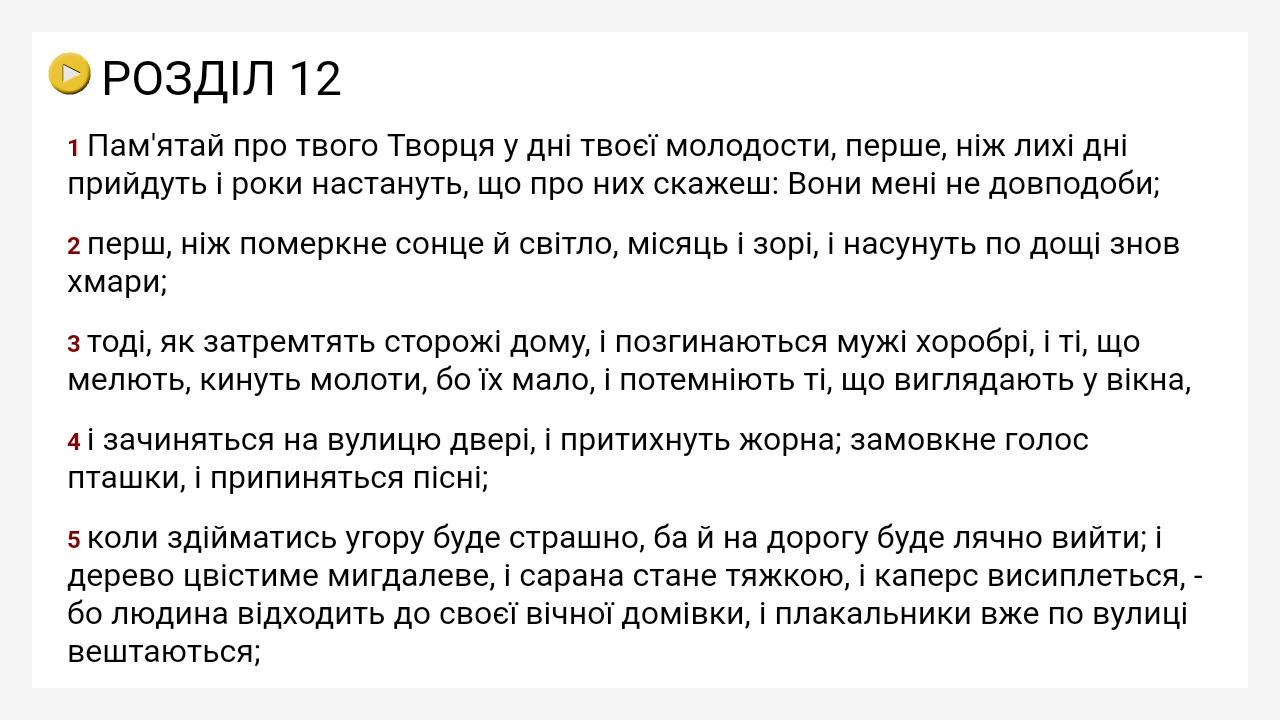 РОЗДІЛ 12
1 Пам'ятай про твого Творця у дні твоєї молодости, перше, ніж лихі дні
прийдуть і роки настануть, що про них скажеш: Вони мені не довподоби;
2 перш, ніж померкне сонце й світло, місяць і зорі, і насунуть по дощі знов
хмари;
3 тоді, як затремтять сторожі дому, і позгинаються мужі хоробрі, і ті, що
мелють, кинуть молоти, бо їх мало, і потемніють ті, що виглядають у вікна,
4 і зачиняться на вулицю двері, і притихнуть жорна; замовкне голос
пташки, і припиняться пісні;
5 коли здійматись угору буде страшно, ба й на дорогу буде лячно вийти; і
дерево цвістиме мигдалеве, і сарана стане тяжкою, і каперс висиплеться, -
бо людина відходить до своєї вічної домівки, і плакальники вже по вулиці
вештаються;